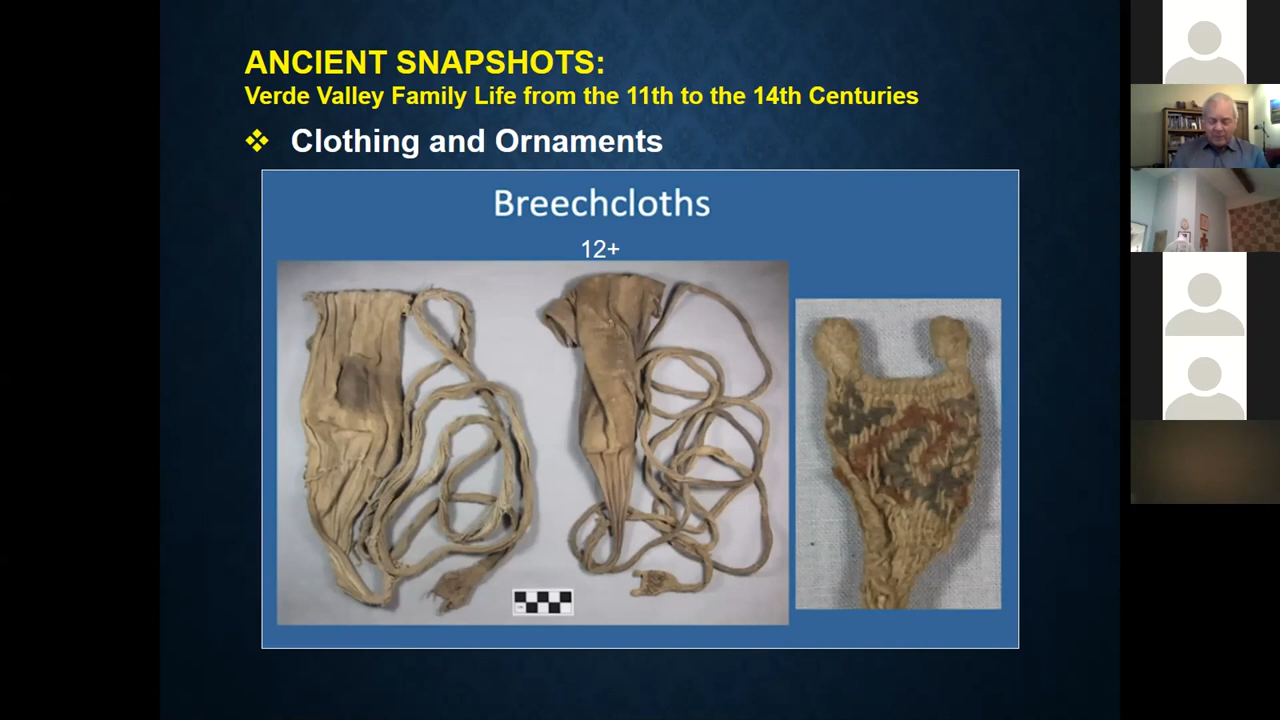 ANCIENT SNAPSHOTS:
Verde Valley Family Life from the 11th to the 14th Centuries
Clothing and Ornaments
Breechcloths
12+